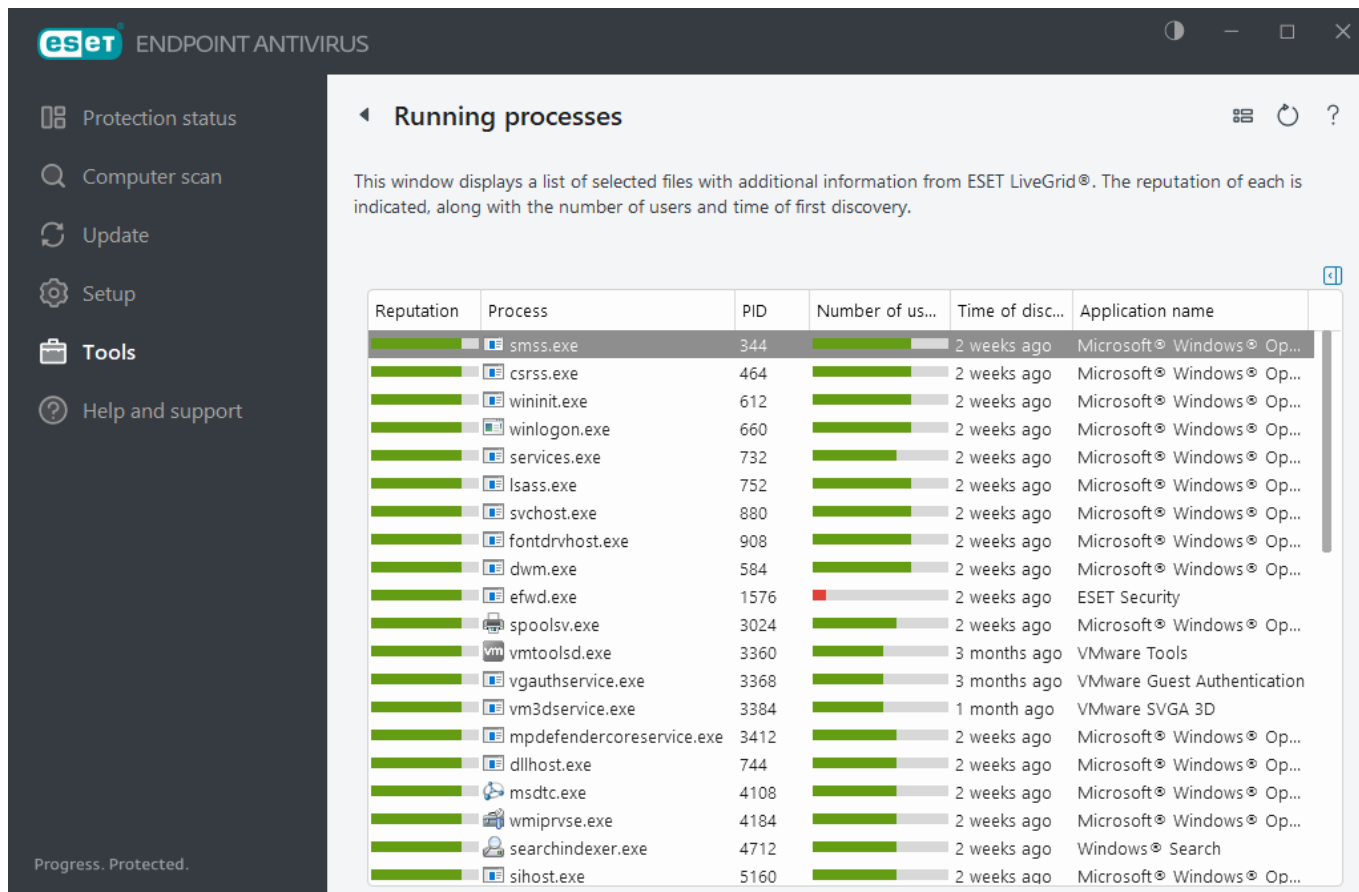 eset ® ENDPOINT ANTIVIRUS
Protection status
Computer scan
Update
Setup
Tools
Help and support
Progress. Protected.
Running processes
?
This window displays a list of selected files with additional information from ESET LiveGrid®. The reputation of each is
indicated, along with the number of users and time of first discovery.
Reputation Process PID Number of us... Time of disc... Application name
smss.exe 344 2 weeks ago Microsoft® Windows® Op...
csrss.exe 464 2 weeks ago Microsoft® Windows® Op...
wininit.exe 612 2 weeks ago Microsoft® Windows® Op...
winlogon.exe 660 2 weeks ago Microsoft® Windows® Op...
services.exe 732 2 weeks ago Microsoft® Windows® Op...
lsass.exe 752 2 weeks ago Microsoft® Windows® Op...
svchost.exe 880 2 weeks ago Microsoft® Windows® Op...
fontdrvhost.exe 908 2 weeks ago Microsoft® Windows® Op...
dwm.exe 584 2 weeks ago Microsoft® Windows® Op...
efwd.exe 1576 2 weeks ago ESET Security
spoolsv.exe 3024 2 weeks ago Microsoft® Windows® Op...
vm vmtoolsd.exe 3360 3 months ago VMware Tools
vgauthservice.exe 3368 3 months ago VMware Guest Authentication
vm3dservice.exe 3384 1 month ago VMware SVGA 3D
mpdefendercoreservice.exe 3412 2 weeks ago Microsoft® Windows® Op...
dllhost.exe 744 2 weeks ago Microsoft® Windows® Op...
msdtc.exe 4108 2 weeks ago Microsoft® Windows® Op...
wmiprvse.exe 4184 2 weeks ago Microsoft® Windows® Op...
searchindexer.exe 4712 2 weeks ago Windows® Search
sihost.exe 5160 2 weeks ago Microsoft® Windows® Op...